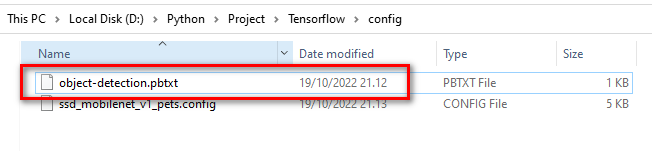 This PC > Local Disk (D:) > Python > Project > Tensorflow > config
Name Date modified Type Size
object-detection.pbtxt 19/10/2022 21.12 PBTXT File 1 KB
ssd_mobilenet_v1_pets.config 19/10/2022 21.13 CONFIG File 5 KB